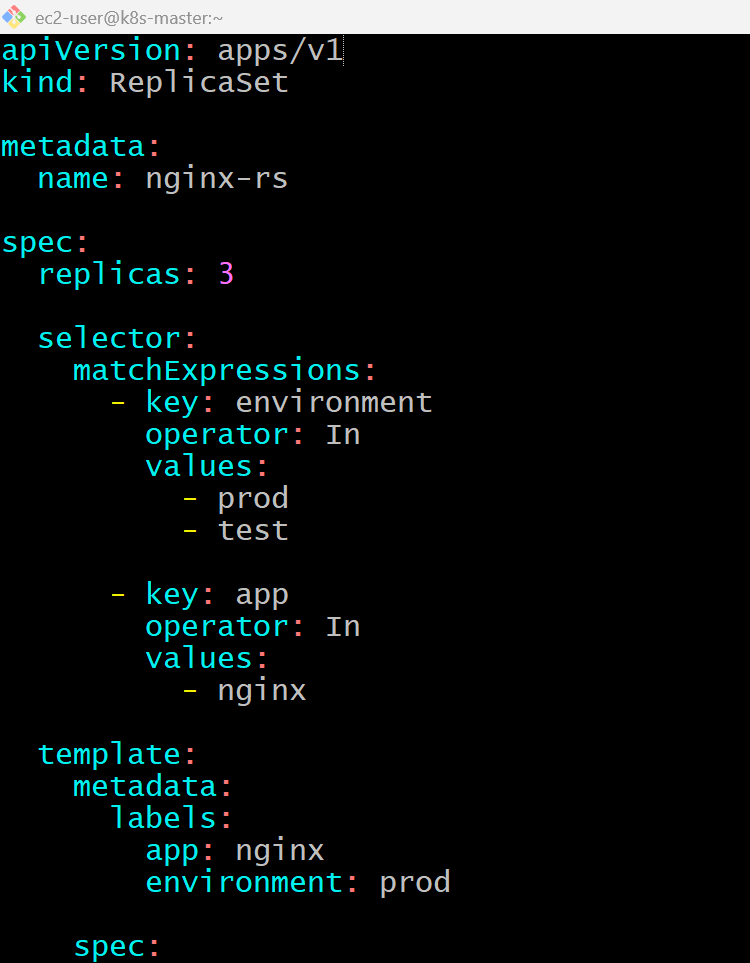 ec2-user@k8s-master:~
apiVersion: apps/v1
kind: ReplicaSet
metadata:
  name: nginx-rs
spec:
  replicas: 3
  selector:
    matchExpressions:
      - key: environment
        operator: In
        values:
          - prod
          - test
      - key: app
        operator: In
        values:
          - nginx
  template:
    metadata:
      labels:
        app: nginx
        environment: prod
    spec: